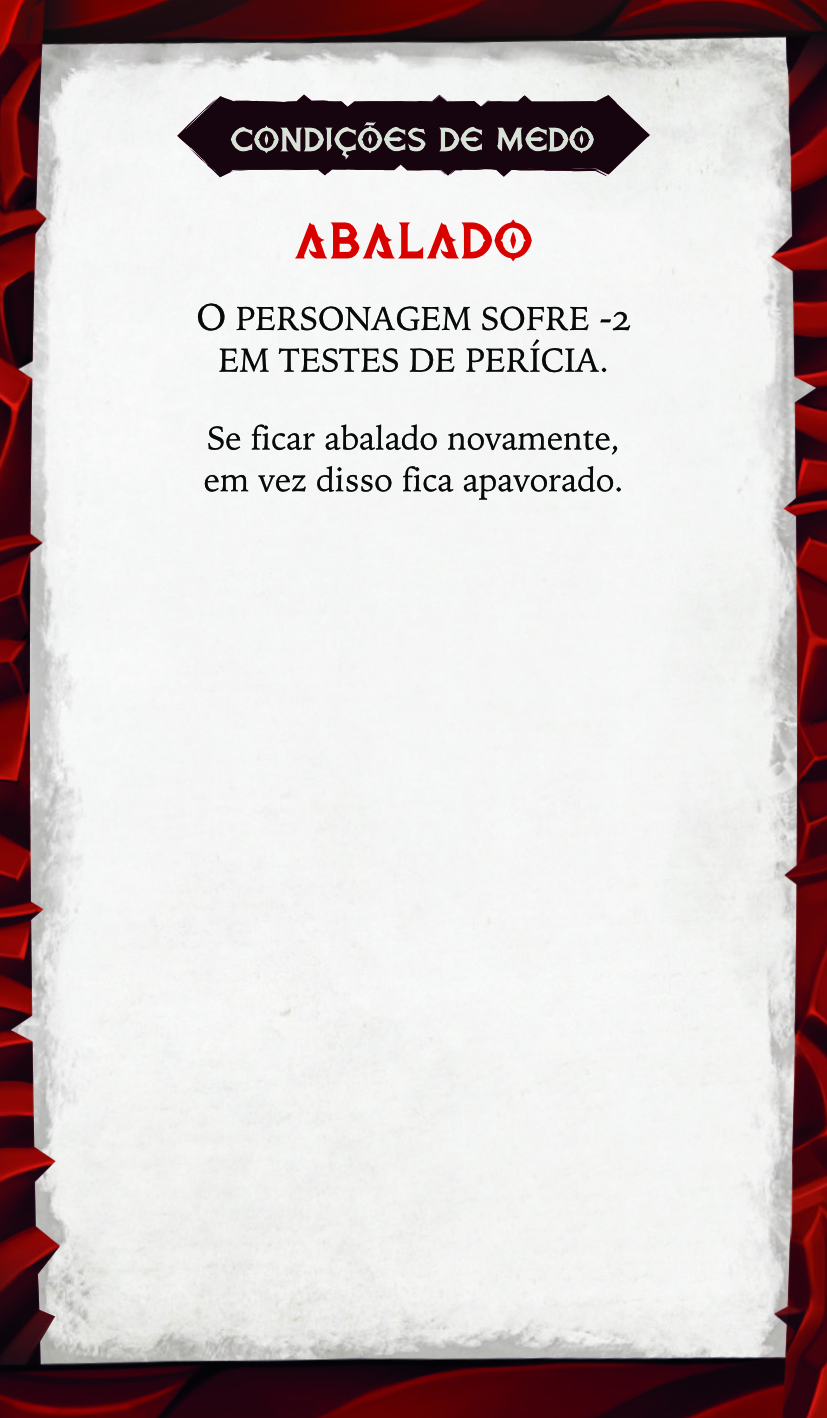 CONDIÇÕES DE MEDO
ABALADO
O PERSONAGEM SOFRE -2
EM TESTES DE PERÍCIA.
Se ficar abalado novamente,
em vez disso fica apavorado.